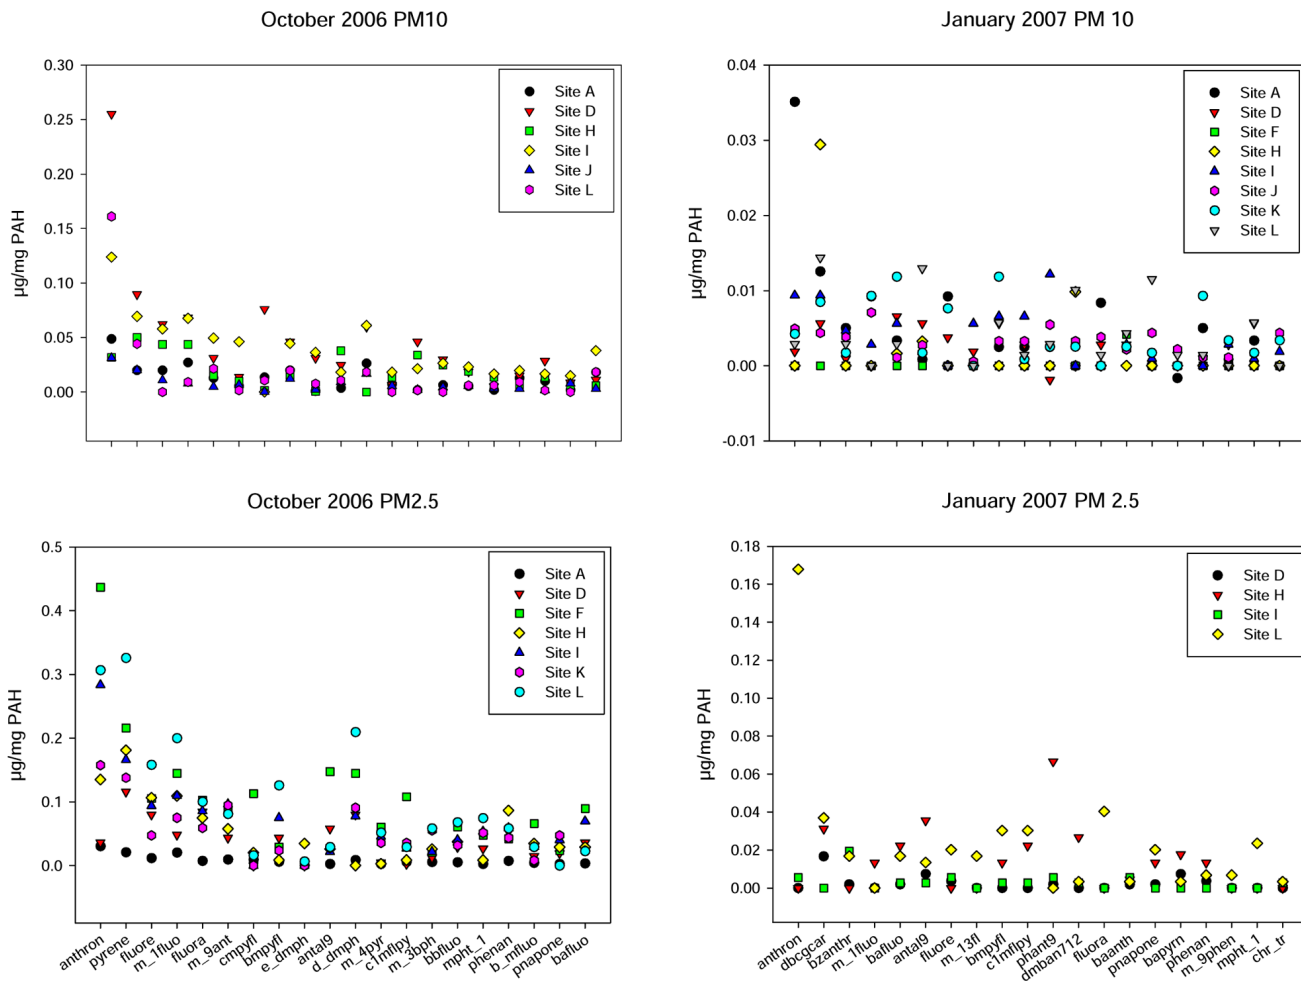 October 2006 PM10
0.30
0.25
0.20
0.15
0.10
0.05
0.00
µg/mg PAH
Site A
Site D
Site H
Site I
Site J
Site L
January 2007 PM 10
0.04
0.03
0.02
0.01
0.00
-0.01
µg/mg PAH
Site A
Site D
Site F
Site H
Site I
Site J
Site K
Site L
October 2006 PM2.5
0.5
0.4
0.3
0.2
0.1
0.0
µg/mg PAH
Site A
Site D
Site F
Site H
Site I
Site K
Site L
anthron
pyrene
fluore
m_1fluo
fluora
m_9ant
cmpyfl
bmpyfl
e_dmph
antal9
d_dmph
m_4pyr
c1mflpy
m_3bph
bbfluo
mpht_1
phenan
b_mfluo
pnapone
bafluo
January 2007 PM 2.5
0.18
0.16
0.14
0.12
0.10
0.08
0.06
0.04
0.02
0.00
µg/mg PAH
Site D
Site H
Site I
Site L
anthron
dbcgcar
bzanthr
m_1fluo
bafluo
antal9
fluore
m_13fl
bmpyfl
c1mflpy
phant9
dmban712
fluora
baanth
pnapone
bapyrn
phenan
m_9phen
mpht_1
chr_tr